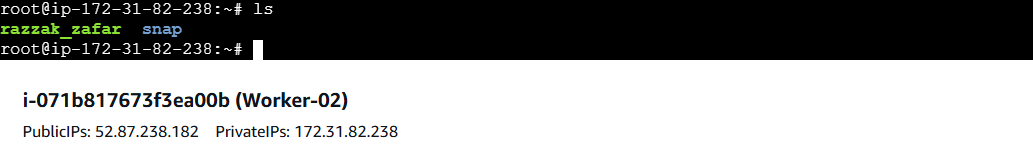 root@ip-172-31-82-238:~# ls
razzak_zafar snap
root@ip-172-31-82-238:~#
i-071b817673f3ea00b (Worker-02)
PublicIPs: 52.87.238.182 PrivateIPs: 172.31.82.238